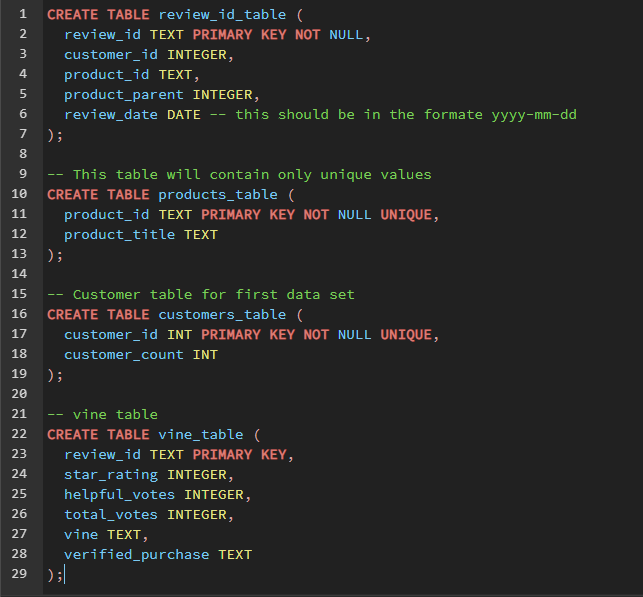 1 CREATE TABLE review_id_table (
2 review_id TEXT PRIMARY KEY NOT NULL,
3 customer_id INTEGER,
4 product_id TEXT,
5 product_parent INTEGER,
6 review_date DATE -- this should be in the formate yyyy-mm-dd
7 );
8
9 -- This table will contain only unique values
10 CREATE TABLE products_table (
11 product_id TEXT PRIMARY KEY NOT NULL UNIQUE,
12 product_title TEXT
13 );
14
15 -- Customer table for first data set
16 CREATE TABLE customers_table (
17 customer_id INT PRIMARY KEY NOT NULL UNIQUE,
18 customer_count INT
19 );
20
21 -- vine table
22 CREATE TABLE vine_table (
23 review_id TEXT PRIMARY KEY,
24 star_rating INTEGER,
25 helpful_votes INTEGER,
26 total_votes INTEGER,
27 vine TEXT,
28 verified_purchase TEXT
29 );